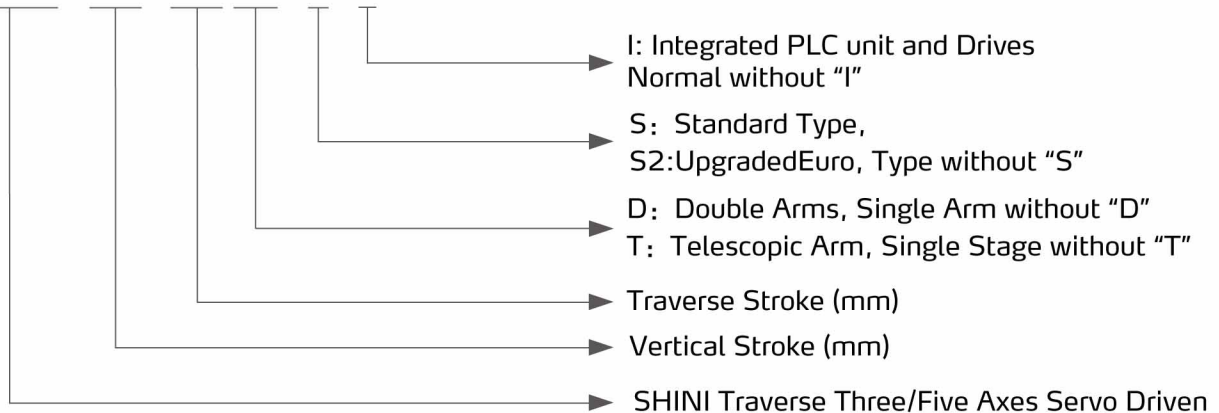 I: Integrated PLC unit and Drives
Normal without “I”
S: Standard Type,
S2:UpgradedEuro, Type without “S”
D: Double Arms, Single Arm without “D”
T: Telescopic Arm, Single Stage without “T”
Traverse Stroke (mm)
Vertical Stroke (mm)
SHINI Traverse Three/Five Axes Servo Driven